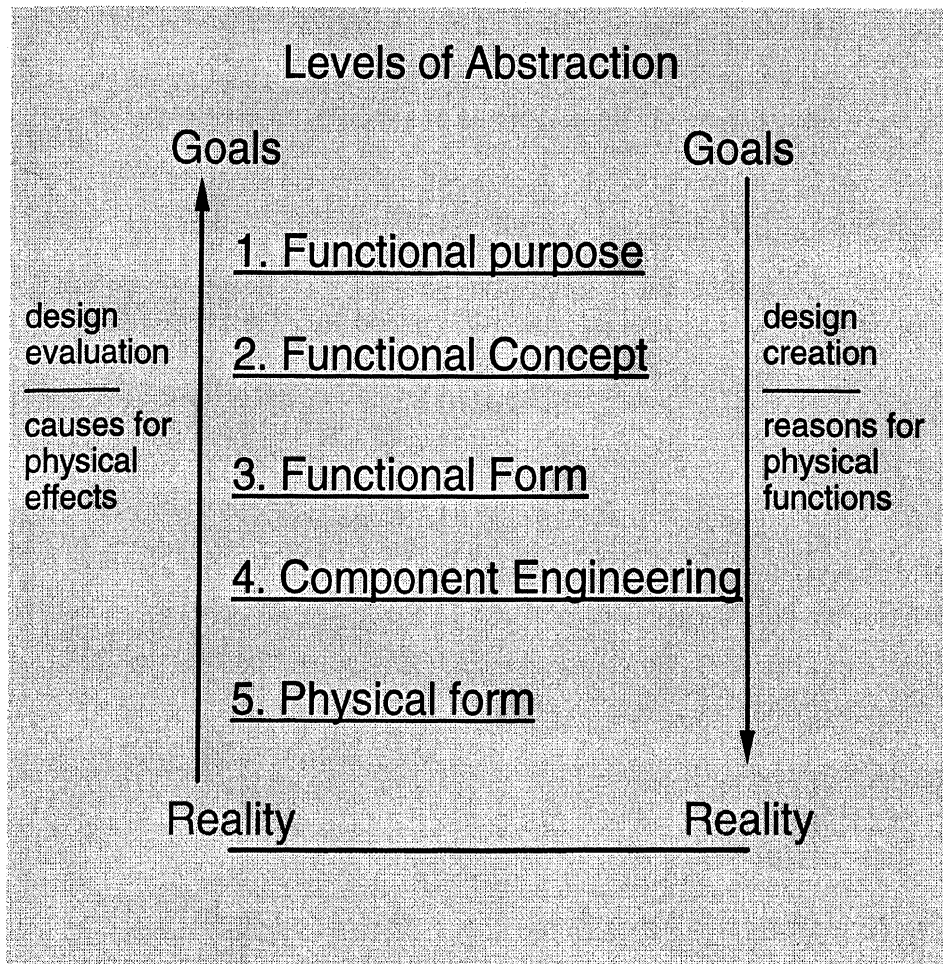 Levels of Abstraction
Goals
Goals
1. Functional purpose
design
evaluation
design
creation
2. Functional Concept
causes for
physical
effects
reasons for
physical
functions
3. Functional Form
4. Component Engineering
5. Physical form
Reality
Reality